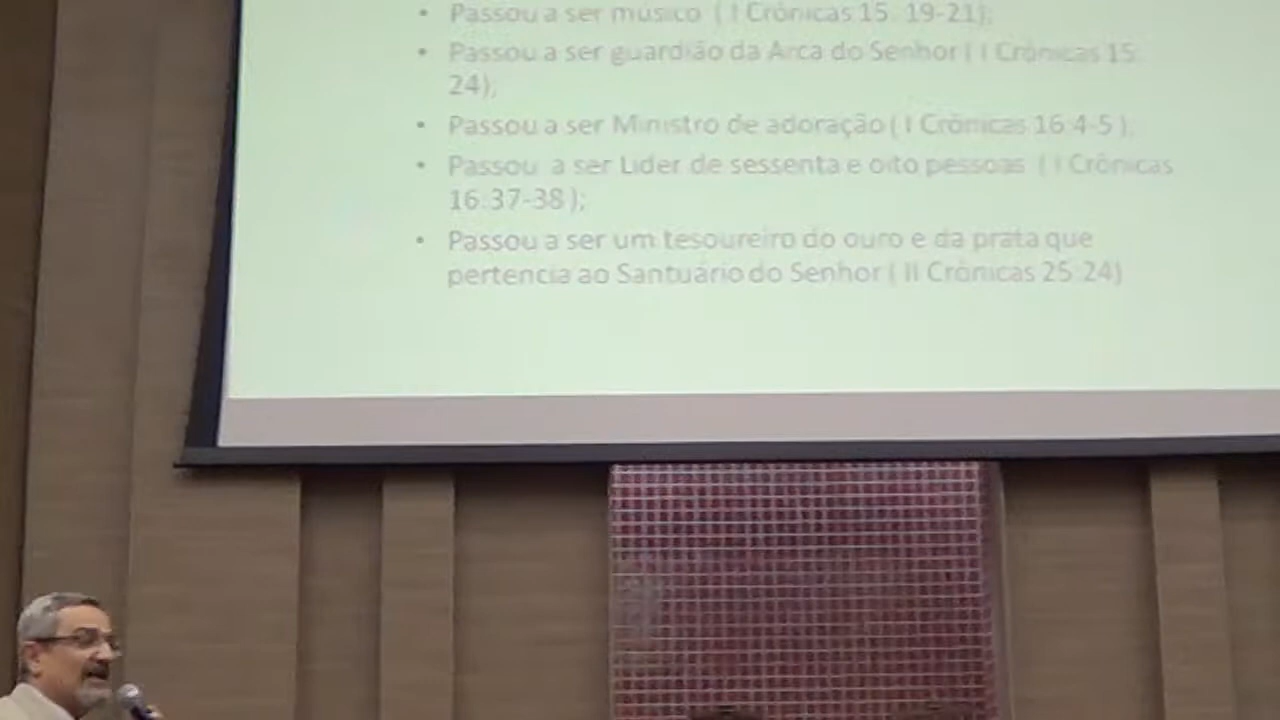 • Passou a ser músico ( I Crônicas 15: 19-21);
• Passou a ser guardião da Arca do Senhor ( I Crônicas 15:
24);
• Passou a ser Ministro de adoração ( I Crônicas 16:4-5 );
• Passou a ser Líder de sessenta e oito pessoas ( I Crônicas
16:37-38 );
• Passou a ser um tesoureiro do ouro e da prata que
pertencia ao Santuário do Senhor ( II Crônicas 25:24)